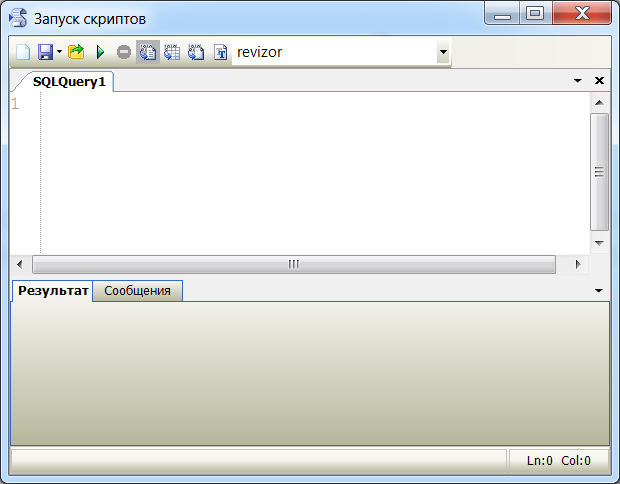 Запуск скриптов
revizor
SQLQuery1
1
Результат Сообщения
Ln:0 Col:0